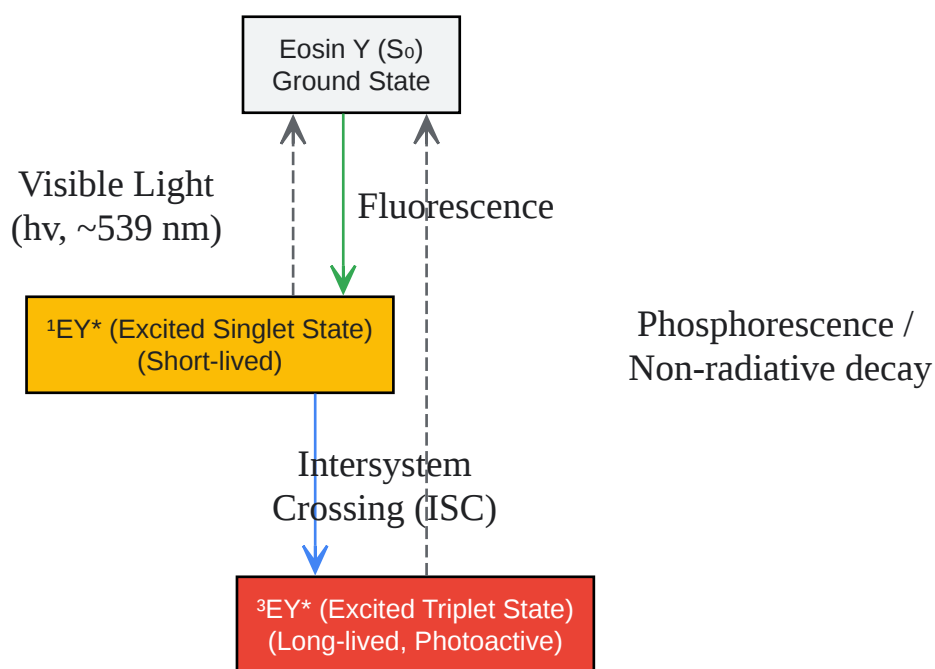 Eosin Y (S₀)
Ground State
Visible Light
(hv, ~539 nm)
Fluorescence
¹EY* (Excited Singlet State)
(Short-lived)
Phosphorescence /
Non-radiative decay
Intersystem
Crossing (ISC)
³EY* (Excited Triplet State)
(Long-lived, Photoactive)